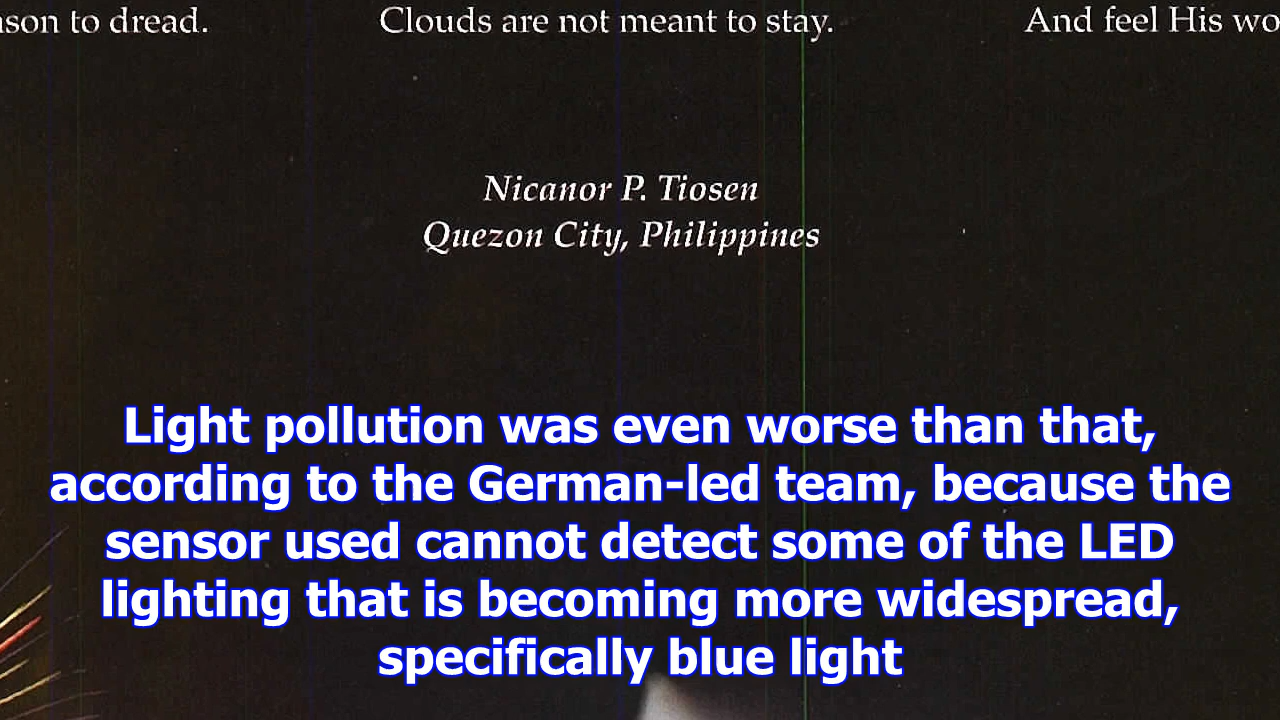 son to dread.
Clouds are not meant to stay.
And feel His wo
Nicanor P. Tiosen
Quezon City, Philippines
Light pollution was even worse than that,
according to the German-led team, because the
sensor used cannot detect some of the LED
lighting that is becoming more widespread,
specifically blue light